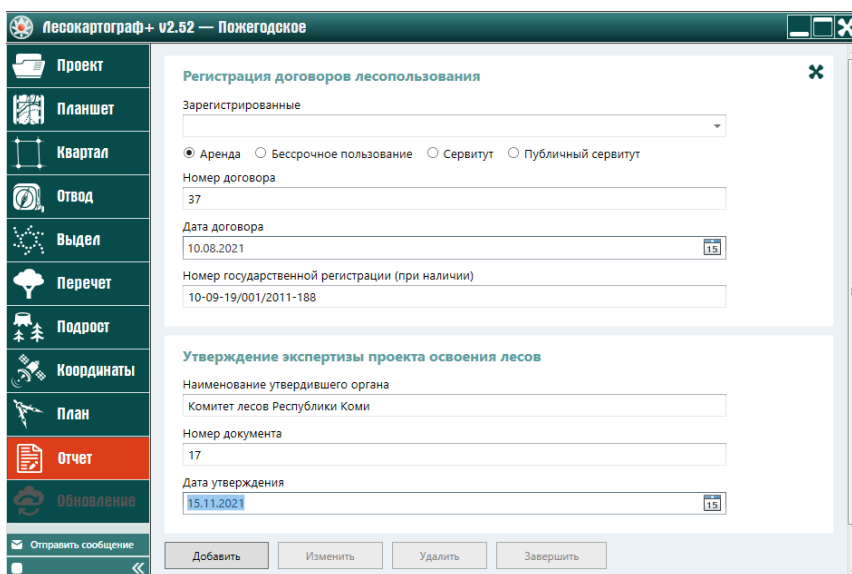 Лесокартограф+ v2.52 — Пожегодское
Проект
Планшет
Квартал
Отвод
Выдел
Перечет
Подрост
Координаты
План
Отчет
Обновление
Отправить сообщение
Регистрация договоров лесопользования
Зарегистрированные
Аренда Бессрочное пользование Сервитут Публичный сервитут
Номер договора
37
Дата договора
10.08.2021 15
Номер государственной регистрации (при наличии)
10-09-19/001/2011-188
Утверждение экспертизы проекта освоения лесов
Наименование утвердившего органа
Комитет лесов Республики Коми
Номер документа
17
Дата утверждения
15.11.2021 15
Добавить Изменить Удалить Завершить